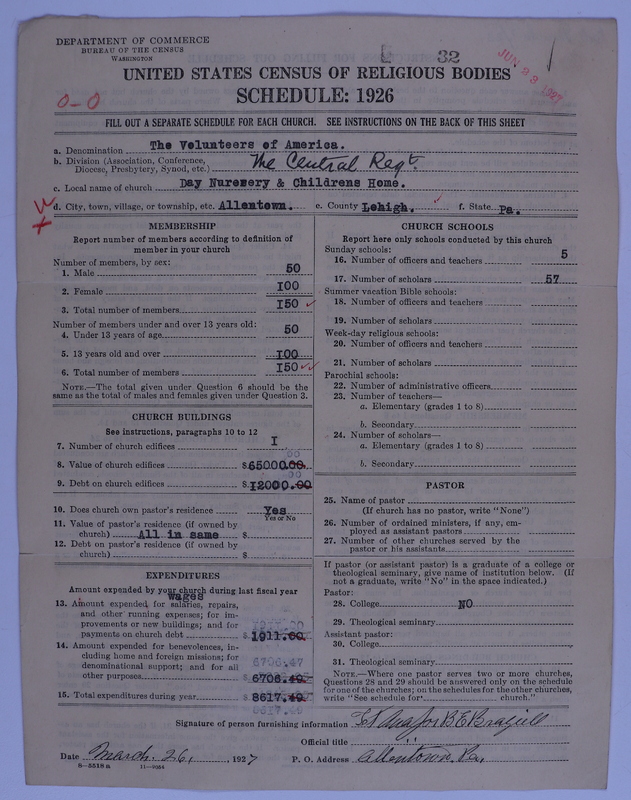 DEPARTMENT OF COMMERCE
BUREAU OF THE CENSUS
WASHINGTON
32
JUN 23 1927
UNITED STATES CENSUS OF RELIGIOUS BODIES
SCHEDULE: 1926
0-0
FILL OUT A SEPARATE SCHEDULE FOR EACH CHURCH. SEE INSTRUCTIONS ON THE BACK OF THIS SHEET
a. Denomination The Volunteers of America.
b. Division (Association, Conference, Diocese, Presbytery, Synod, etc.) The Central Regt.
c. Local name of church Day Nuresery & Childrens Home.
d. City, town, village, or township, etc. Allentown. e. County Lehigh. f. State Pa.
MEMBERSHIP
Report number of members according to definition of
member in your church
Number of members, by sex:
1. Male 50
2. Female 100
3. Total number of members 150
Number of members under and over 13 years old:
4. Under 13 years of age 50
5. 13 years old and over 100
6. Total number of members 150
NOTE.—The total given under Question 6 should be the
same as the total of males and females given under Question 3.
CHURCH BUILDINGS
See instructions, paragraphs 10 to 12
7. Number of church edifices I
8. Value of church edifices $65000.00
9. Debt on church edifices $12000.00
10. Does church own pastor's residence Yes
Yes or No
11. Value of pastor's residence (if owned by
church) All in same $
12. Debt on pastor's residence (if owned by
church) $
EXPENDITURES
Amount expended by your church during last fiscal year
wages
13. Amount expended for salaries, repairs,
and other running expenses; for im-
provements or new buildings; and for
payments on church debt $1911.00
14. Amount expended for benevolences, in-
cluding home and foreign missions; for
denominational support; and for all
other purposes 6706.47
15. Total expenditures during year 8617.
CHURCH SCHOOLS
Report here only schools conducted by this church
Sunday schools:
16. Number of officers and teachers 5
17. Number of scholars 57
Summer vacation Bible schools:
18. Number of officers and teachers
19. Number of scholars
Week-day religious schools:
20. Number of officers and teachers
21. Number of scholars
Parochial schools:
22. Number of administrative officers
23. Number of teachers—
a. Elementary (grades 1 to 8)
b. Secondary
24. Number of scholars—
a. Elementary (grades 1 to 8)
b. Secondary
PASTOR
25. Name of pastor
(If church has no pastor, write "None")
26. Number of ordained ministers, if any, em-
ployed as assistant pastors
27. Number of other churches served by the
pastor or his assistants
If pastor (or assistant pastor) is a graduate of a college or
theological seminary, give name of institution below. (If
not a graduate, write "No" in the space indicated.)
Pastor:
28. College NO
29. Theological seminary
Assistant pastor:
30. College
31. Theological seminary
NOTE.—Where one pastor serves two or more churches,
Questions 28 and 29 should be answered only on the schedule
for one of the churches; on the schedules for the other churches,
write "See schedule for church."
Signature of person furnishing information Major B.E.
Official title
Date March. 26, 1927 P. O. Address Allentown. Pa,
8-5518a 11-9054